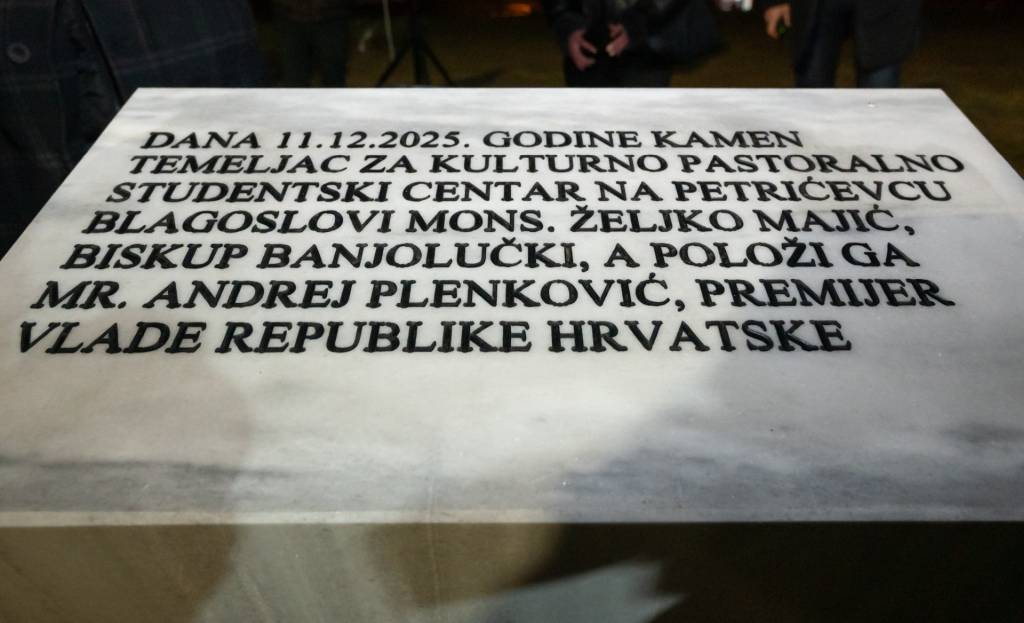 DANA 11.12.2025. GODINE KAMEN
TEMELJAC ZA KULTURNO PASTORALNO
STUDENTSKI CENTAR NA PETRIĆEVCU
BLAGOSLOVI MONS. ŽELJKO MAJIĆ,
BISKUP BANJOLUČKI, A POLOŽI GA
MR. ANDREJ PLENKOVIĆ, PREMIJER
VLADE REPUBLIKE HRVATSKE